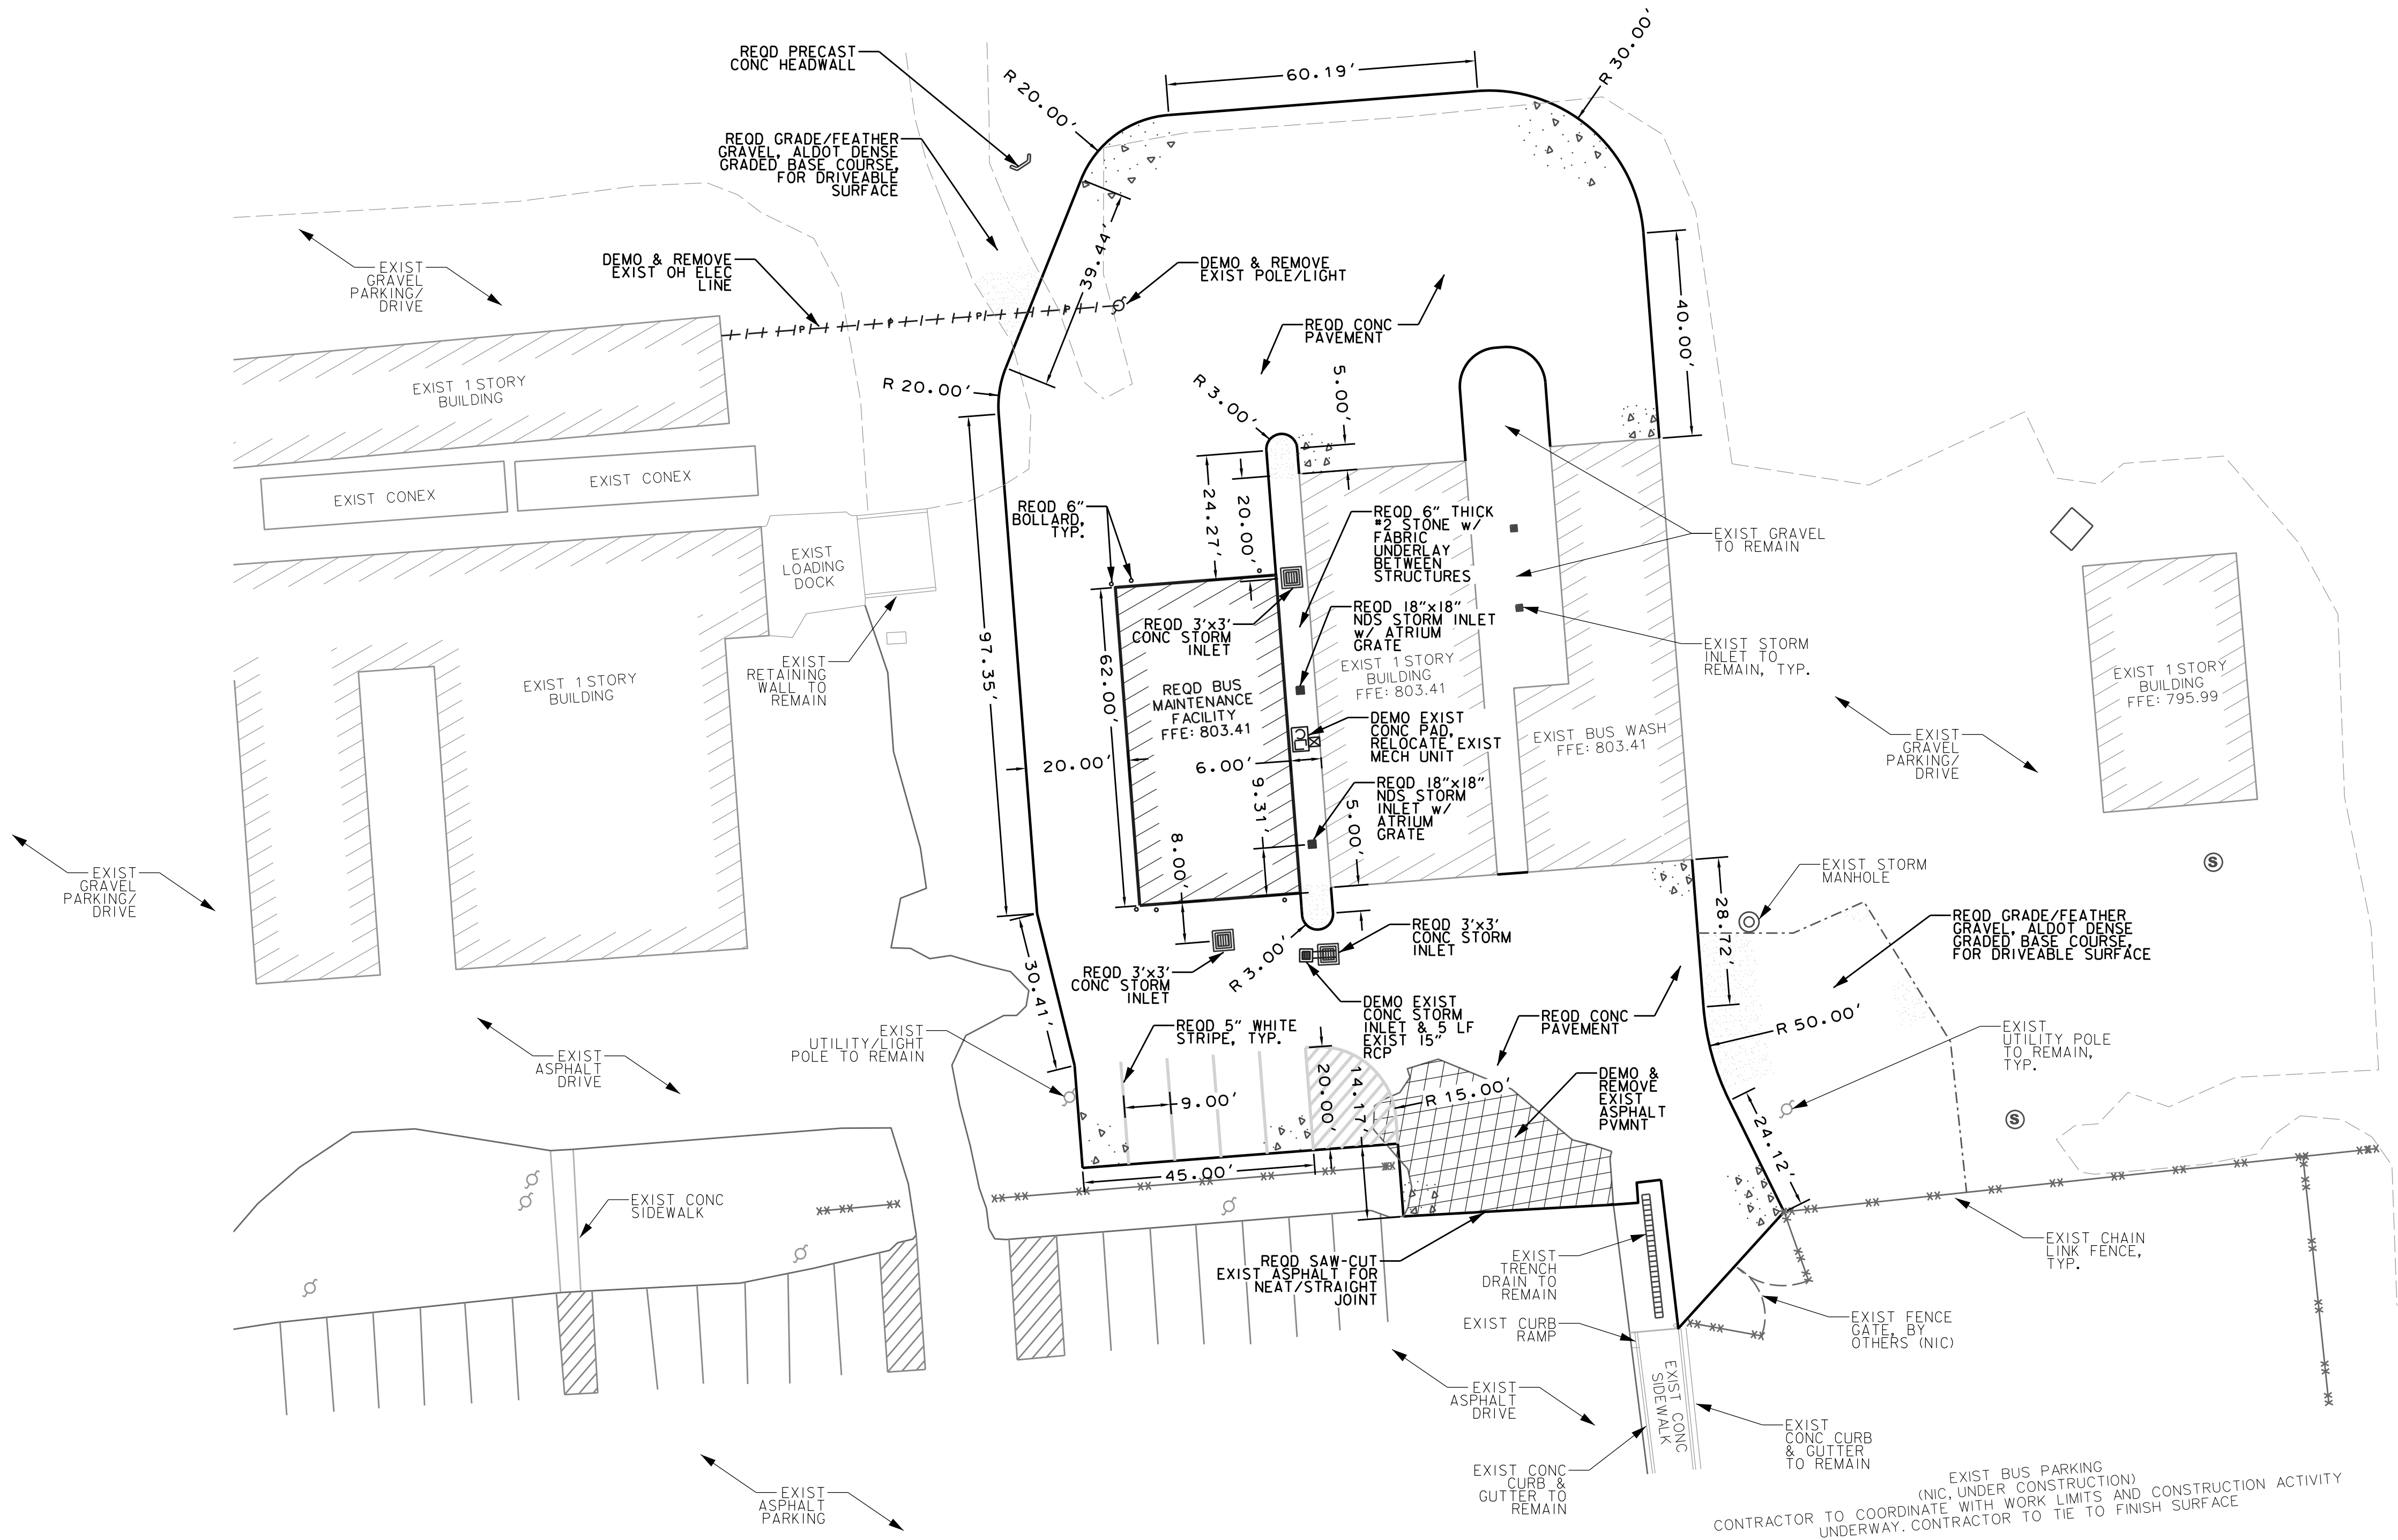 REQD PRECAST
CONC HEADWALL
R 20.00'
60.19'
R 30.00'
REQD GRADE/FEATHER
GRAVEL, ALDOT DENSE
GRADED BASE COURSE,
FOR DRIVEABLE
SURFACE
EXIST
GRAVEL
PARKING/
DRIVE
DEMO & REMOVE
EXIST OH ELEC
LINE
39.44'
DEMO & REMOVE
EXIST POLE/LIGHT
P
P
P
P
REQD CONC
PAVEMENT
40.00'
EXIST 1 STORY
BUILDING
R 20.00'
R 3.00'
5.00'
EXIST CONEX
EXIST CONEX
24.27'
20.00'
REQD 6"
BOLLARD,
TYP.
REQD 6" THICK
#2 STONE w/
FABRIC
UNDERLAY
BETWEEN
STRUCTURES
EXIST GRAVEL
TO REMAIN
EXIST
LOADING
DOCK
REQD 3'x3'
CONC STORM
INLET
REQD 18"x18"
NDS STORM INLET
w/ ATRIUM
GRATE
EXIST STORM
INLET TO
REMAIN, TYP.
EXIST
RETAINING
WALL TO
REMAIN
97.35'
62.00'
EXIST 1 STORY
BUILDING
REQD BUS
MAINTENANCE
FACILITY
FFE: 803.41
EXIST 1 STORY
BUILDING
FFE: 803.41
EXIST 1 STORY
BUILDING
FFE: 795.99
DEMO EXIST
CONC PAD,
RELOCATE EXIST
MECH UNIT
EXIST BUS WASH
FFE: 803.41
EXIST
GRAVEL
PARKING/
DRIVE
20.00'
6.00'
9.31'
REQD 18"x18"
NDS STORM
INLET w/
ATRIUM
GRATE
5.00'
8.00'
EXIST
GRAVEL
PARKING/
DRIVE
EXIST STORM
MANHOLE
S
28.72'
REQD GRADE/FEATHER
GRAVEL, ALDOT DENSE
GRADED BASE COURSE,
FOR DRIVEABLE SURFACE
REQD 3'x3'
CONC STORM
INLET
R 3.00'
REQD 3'x3'
CONC STORM
INLET
30.41'
DEMO EXIST
CONC STORM
INLET & 5 LF
EXIST 15"
RCP
REQD CONC
PAVEMENT
R 50.00'
EXIST
UTILITY/LIGHT
POLE TO REMAIN
REQD 5" WHITE
STRIPE, TYP.
EXIST
UTILITY POLE
TO REMAIN,
TYP.
EXIST
ASPHALT
DRIVE
9.00'
20.00'
14.17'
R 15.00'
DEMO &
REMOVE
EXIST
ASPHALT
PVMNT
24.12'
S
45.00'
EXIST CONC
SIDEWALK
REQD SAW-CUT
EXIST ASPHALT FOR
NEAT/STRAIGHT
JOINT
EXIST
TRENCH
DRAIN TO
REMAIN
EXIST CHAIN
LINK FENCE,
TYP.
EXIST CURB
RAMP
EXIST FENCE
GATE, BY
OTHERS (NIC)
EXIST
ASPHALT
DRIVE
EXIST CONC
SIDEWALK
EXIST
CONC CURB
& GUTTER
TO REMAIN
EXIST CONC
CURB &
GUTTER TO
REMAIN
EXIST
ASPHALT
PARKING
EXIST BUS PARKING
(NIC, UNDER CONSTRUCTION)
CONTRACTOR TO COORDINATE WITH WORK LIMITS AND CONSTRUCTION ACTIVITY
UNDERWAY. CONTRACTOR TO TIE TO FINISH SURFACE